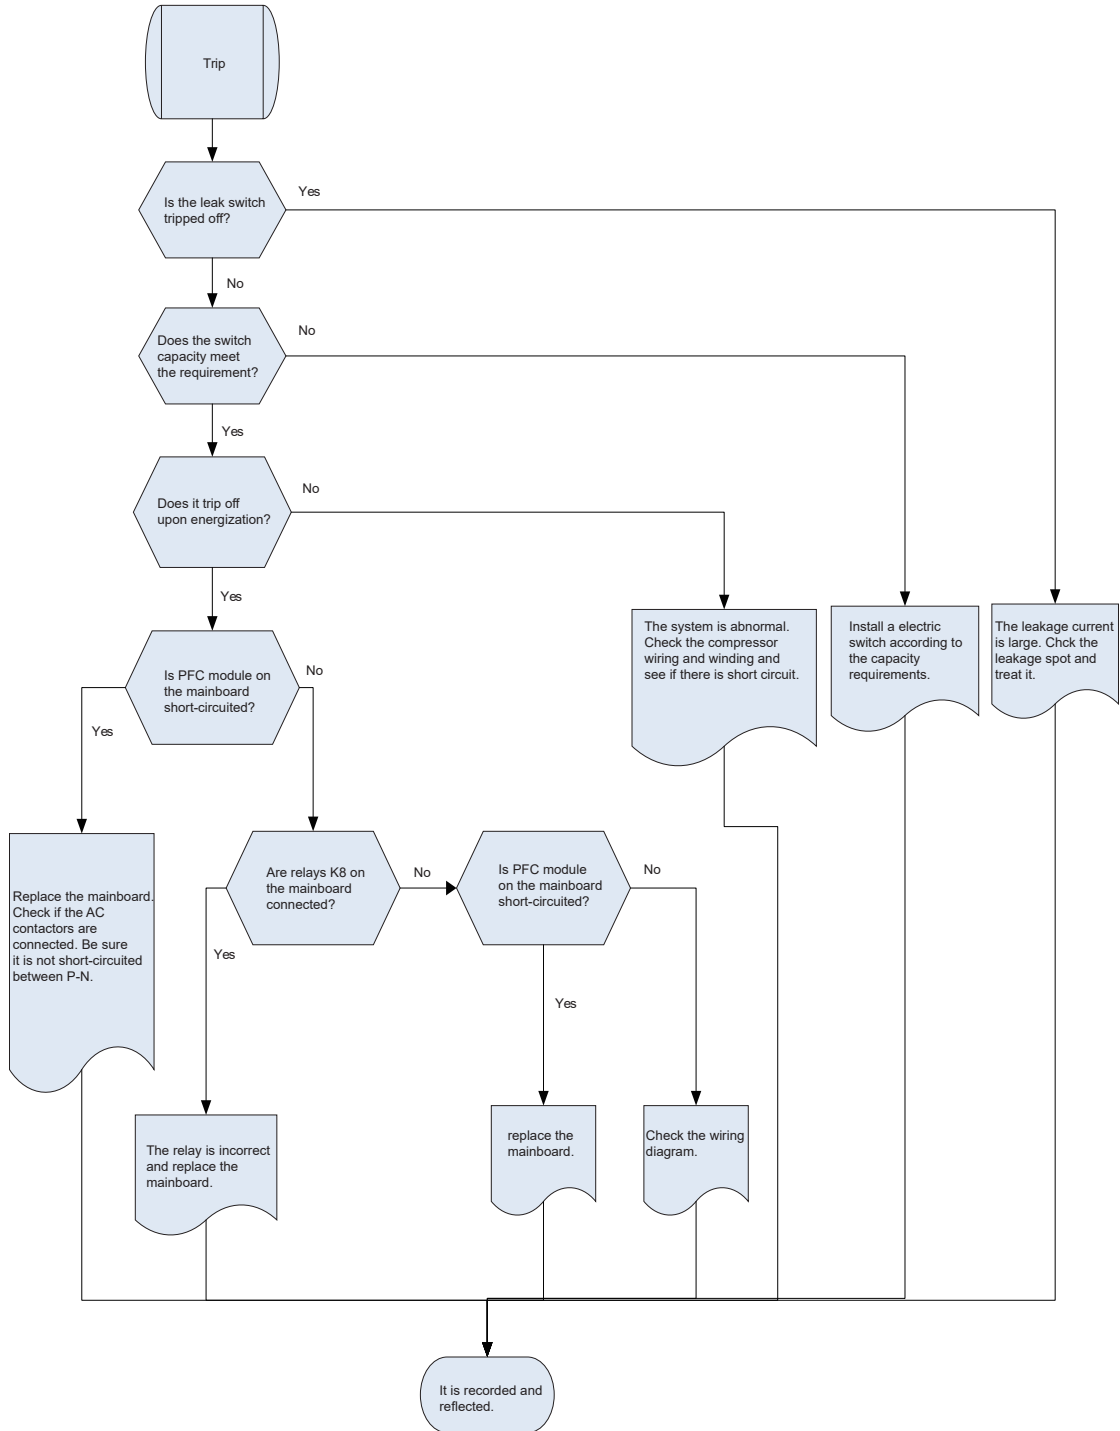 Trip
Is the leak switch
tripped off?
Yes
No
Does the switch
capacity meet
the requirement?
No
Yes
Does it trip off
upon energization?
No
Yes
The system is abnormal.
Check the compressor
wiring and winding and
see if there is short circuit.
Install a electric
switch according to
the capacity
requirements.
The leakage current
is large. Chck the
leakage spot and
treat it.
Is PFC module on
the mainboard
short-circuited?
No
Yes
Replace the mainboard.
Check if the AC
contactors are
connected. Be sure
it is not short-circuited
between P-N.
Are relays K8 on
the mainboard
connected?
No
Yes
Is PFC module
on the mainboard
short-circuited?
No
Yes
The relay is incorrect
and replace the
mainboard.
replace the
mainboard.
Check the wiring
diagram.
It is recorded and
reflected.